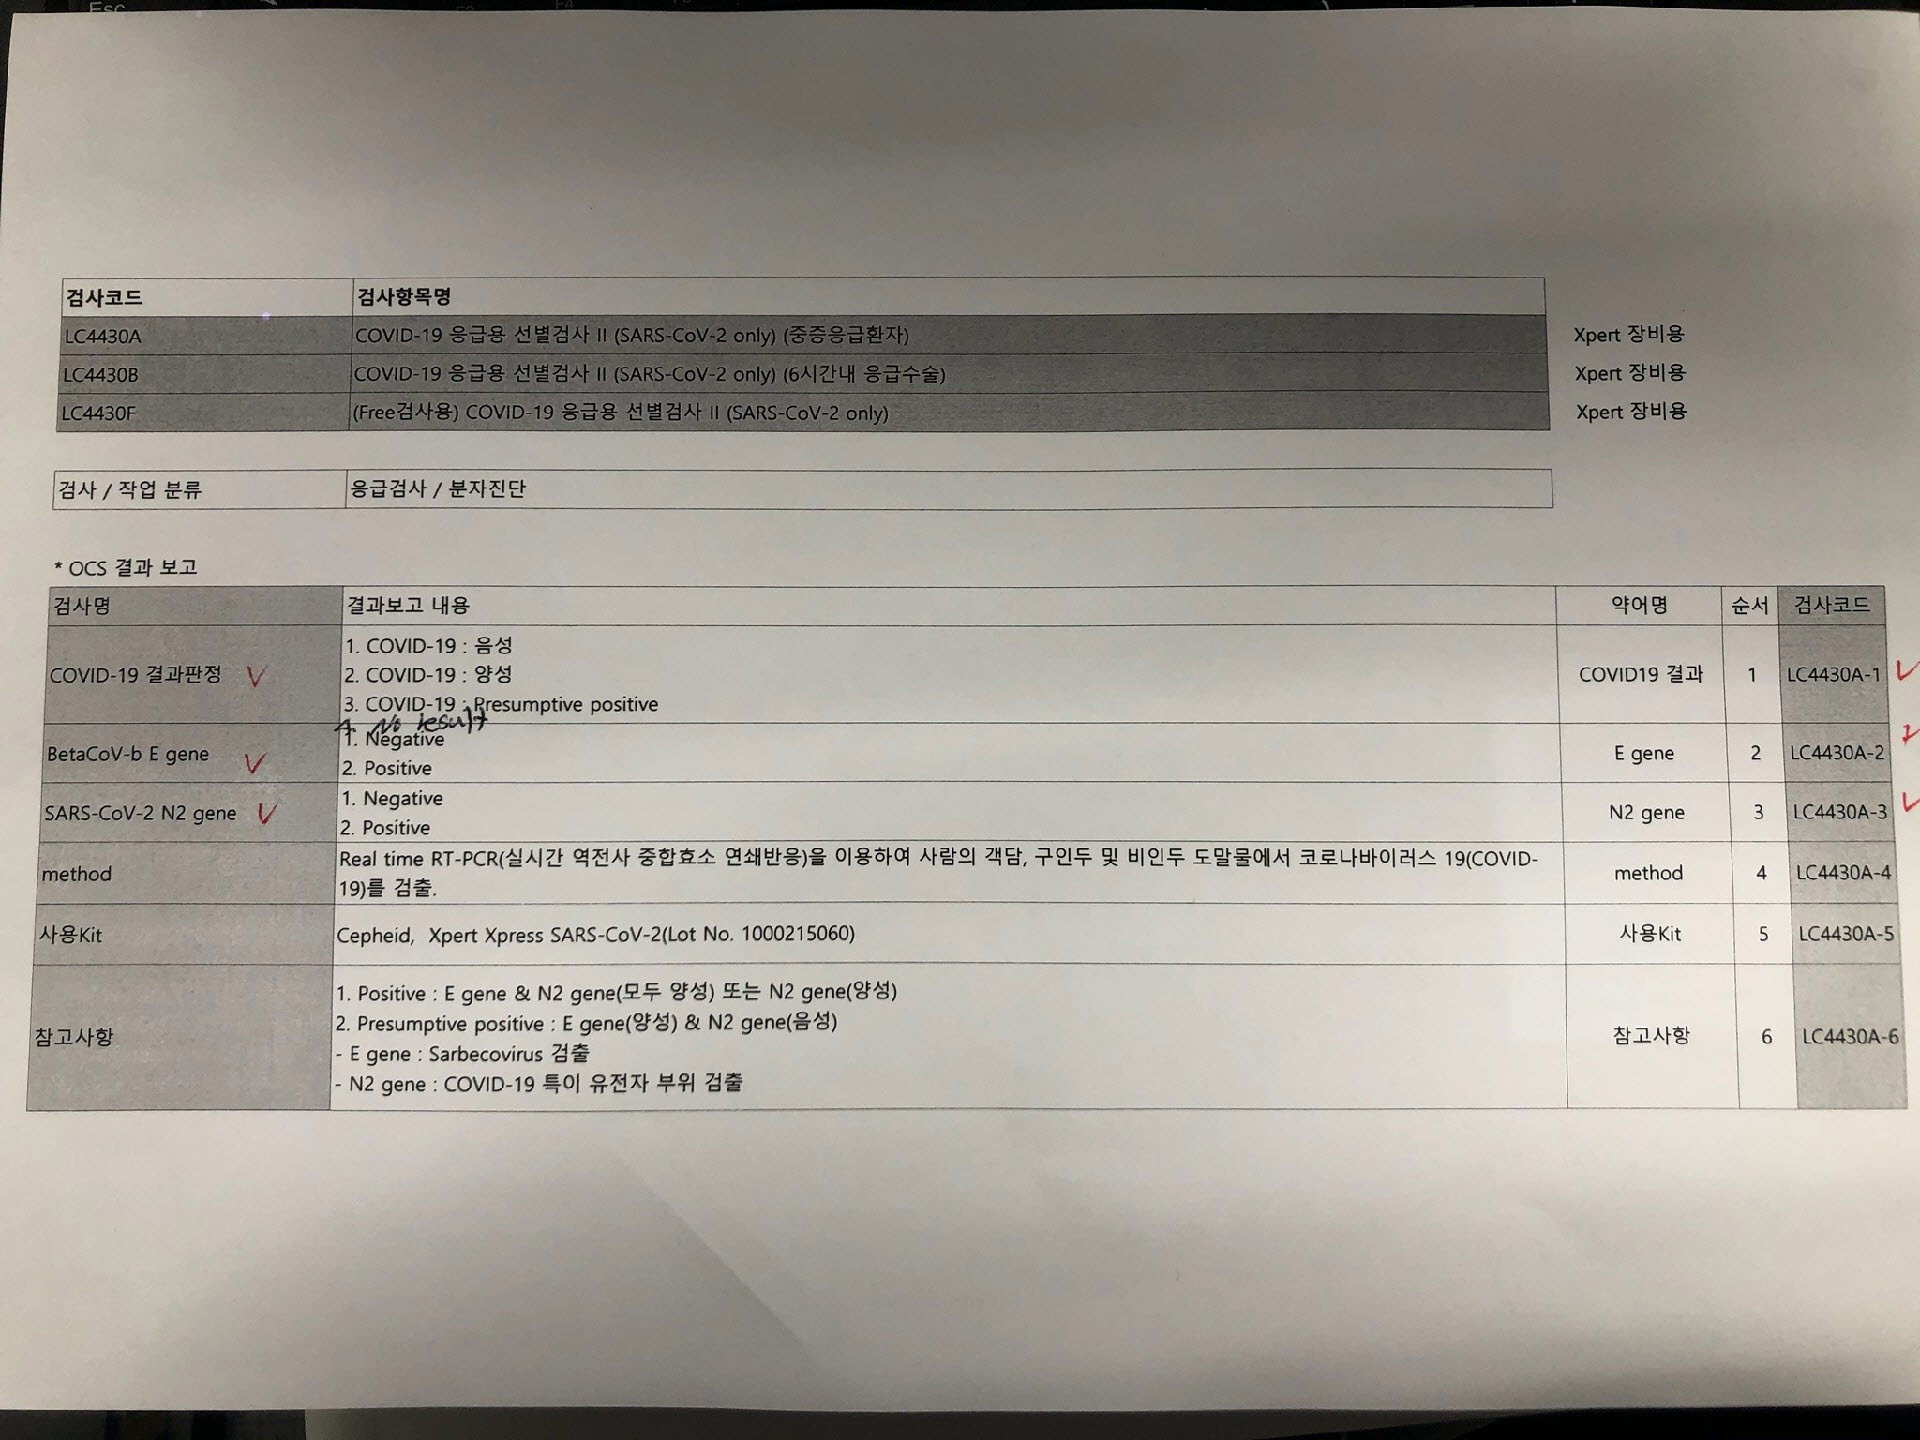 Esc
검사코드 검사항목명
LC4430A COVID-19 응급용 선별검사 II (SARS-CoV-2 only) (중증응급환자) Xpert 장비용
LC4430B COVID-19 응급용 선별검사 II (SARS-CoV-2 only) (6시간내 응급수술) Xpert 장비용
LC4430F (Free검사용) COVID-19 응급용 선별검사 II (SARS-CoV-2 only) Xpert 장비용
검사 / 작업 분류 응급검사 / 분자진단
* OCS 결과 보고
검사명 결과보고 내용 약어명 순서 검사코드
COVID-19 결과판정 COVID19 결과 1 LC4430A-1
1. COVID-19 : 음성
2. COVID-19 : 양성
3. COVID-19 : Presumptive positive
4. No result
BetaCoV-b E gene E gene 2 LC4430A-2
1. Negative
2. Positive
SARS-CoV-2 N2 gene N2 gene 3 LC4430A-3
1. Negative
2. Positive
method method 4 LC4430A-4
Real time RT-PCR(실시간 역전사 중합효소 연쇄반응)을 이용하여 사람의 객담, 구인두 및 비인두 도말물에서 코로나바이러스 19(COVID-
19)를 검출.
사용Kit Cepheid, Xpert Xpress SARS-CoV-2(Lot No. 1000215060) 사용Kit 5 LC4430A-5
참고사항 참고사항 6 LC4430A-6
1. Positive : E gene & N2 gene(모두 양성) 또는 N2 gene(양성)
2. Presumptive positive : E gene(양성) & N2 gene(음성)
- E gene : Sarbecovirus 검출
- N2 gene : COVID-19 특이 유전자 부위 검출